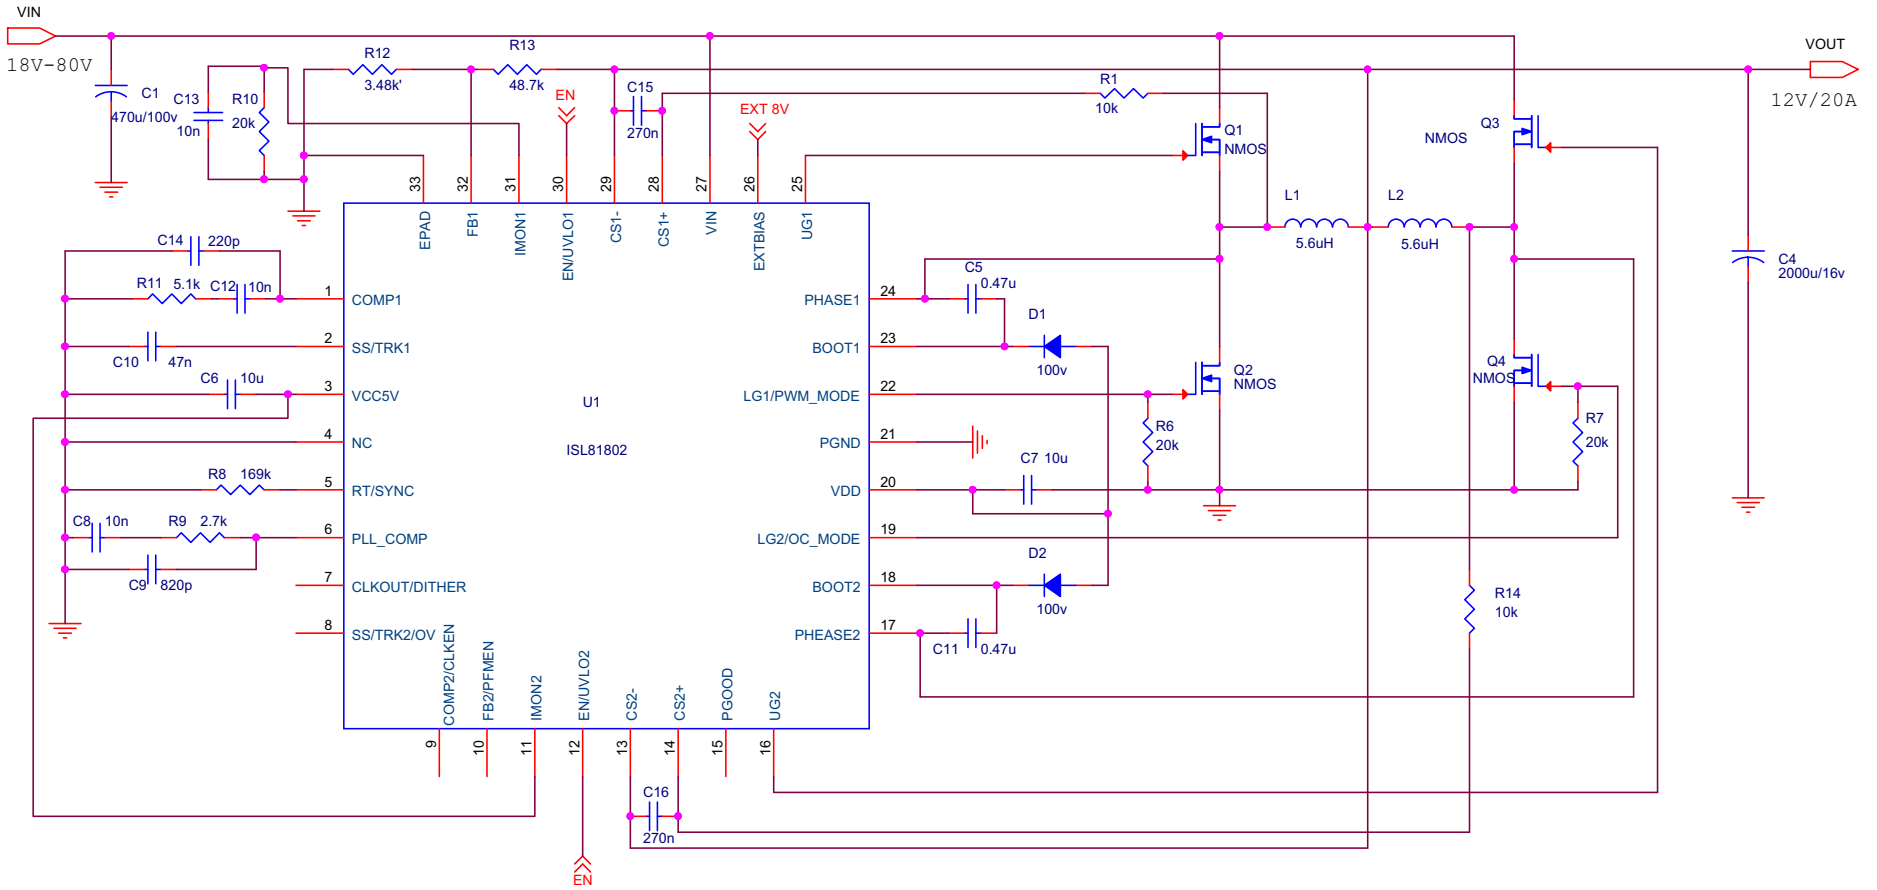 VIN
18V-80V
C1
470u/100v
C13
10n
R10
20k
R12
3.48k'
R13
48.7k
C15
270n
EN
EXT 8V
R1
10k
Q1
NMOS
Q3
NMOS
VOUT
12V/20A
L1
5.6uH
L2
5.6uH
C4
2000u/16v
33
32
31
30
29
28
27
26
25
EPAD
FB1
IMON1
EN/UVLO1
CS1-
CS1+
VIN
EXTBIAS
UG1
C14
220p
R11
5.1k
C12
10n
1
COMP1
C10
47n
2
SS/TRK1
C6
10u
3
VCC5V
4
NC
R8
169k
5
RT/SYNC
C8
10n
R9
2.7k
6
PLL_COMP
C9
820p
7
CLKOUT/DITHER
8
SS/TRK2/OV
U1
ISL81802
PHASE1
24
BOOT1
23
LG1/PWM_MODE
22
PGND
21
VDD
20
LG2/OC_MODE
19
BOOT2
18
PHEASE2
17
C5
0.47u
D1
100v
Q2
NMOS
R6
20k
C7
10u
D2
100v
C11
0.47u
Q4
NMOS
R7
20k
R14
10k
COMP2/CLKEN
FB2/PFMEN
IMON2
EN/UVLO2
CS2-
CS2+
PGOOD
UG2
9
10
11
12
13
14
15
16
C16
270n
EN